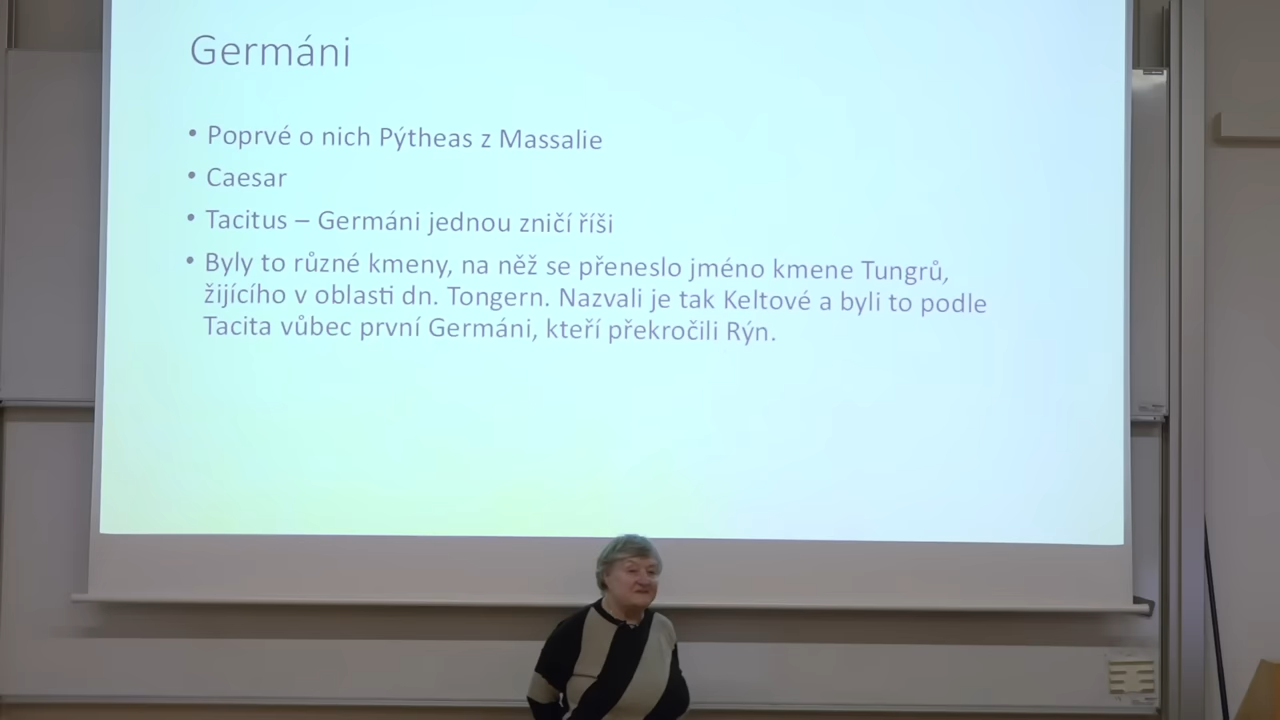 Germáni
• Poprvé o nich Pýtheas z Massalie
• Caesar
• Tacitus – Germáni jednou zničí říši
• Byly to různé kmeny, na něž se přeneslo jméno kmene Tungrů,
žijícího v oblasti dn. Tongern. Nazvali je tak Keltové a byli to podle
Tacita vůbec první Germáni, kteří překročili Rýn.